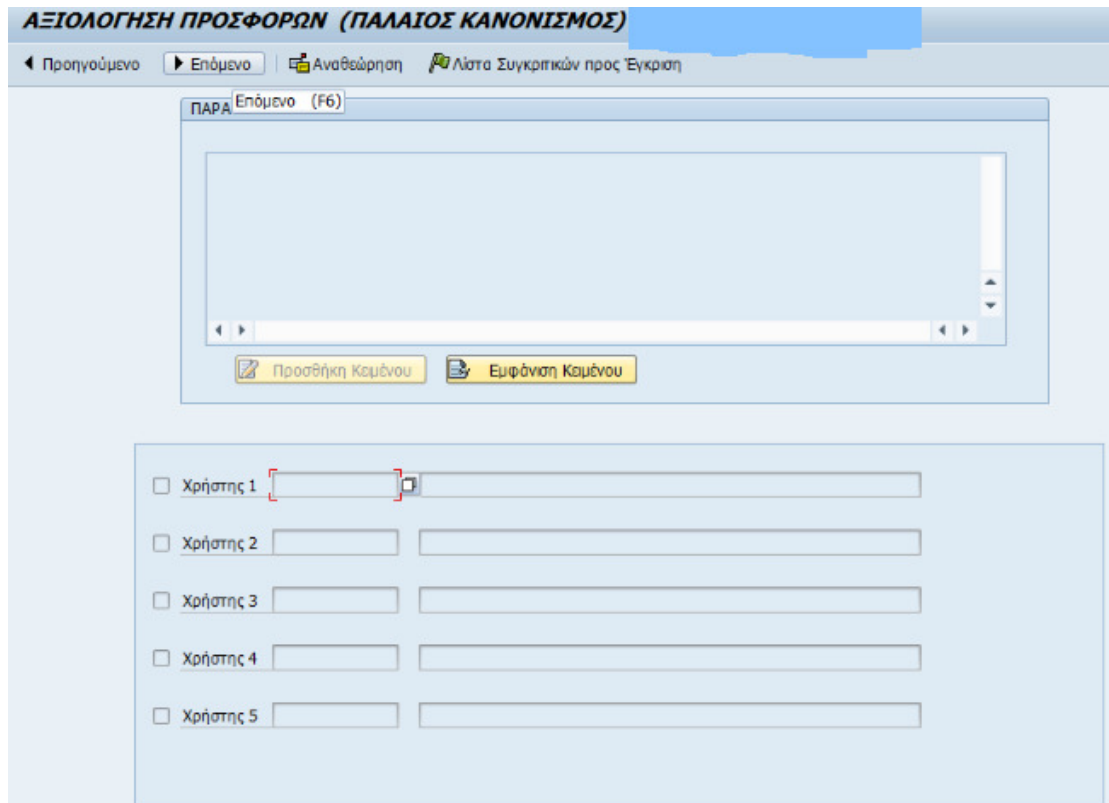 ΑΞΙΟΛΟΓΗΣΗ ΠΡΟΣΦΟΡΩΝ (ΠΑΛΑΙΟΣ ΚΑΝΟΝΙΣΜΟΣ)
Προηγούμενο Επόμενο Αναθεώρηση Λίστα Συγκριτικών προς Έγκριση
ΠΑΡΑ Επόμενο (F6)
Προσθήκη Κειμένου Εμφάνιση Κειμένου
Χρήστης 1
Χρήστης 2
Χρήστης 3
Χρήστης 4
Χρήστης 5